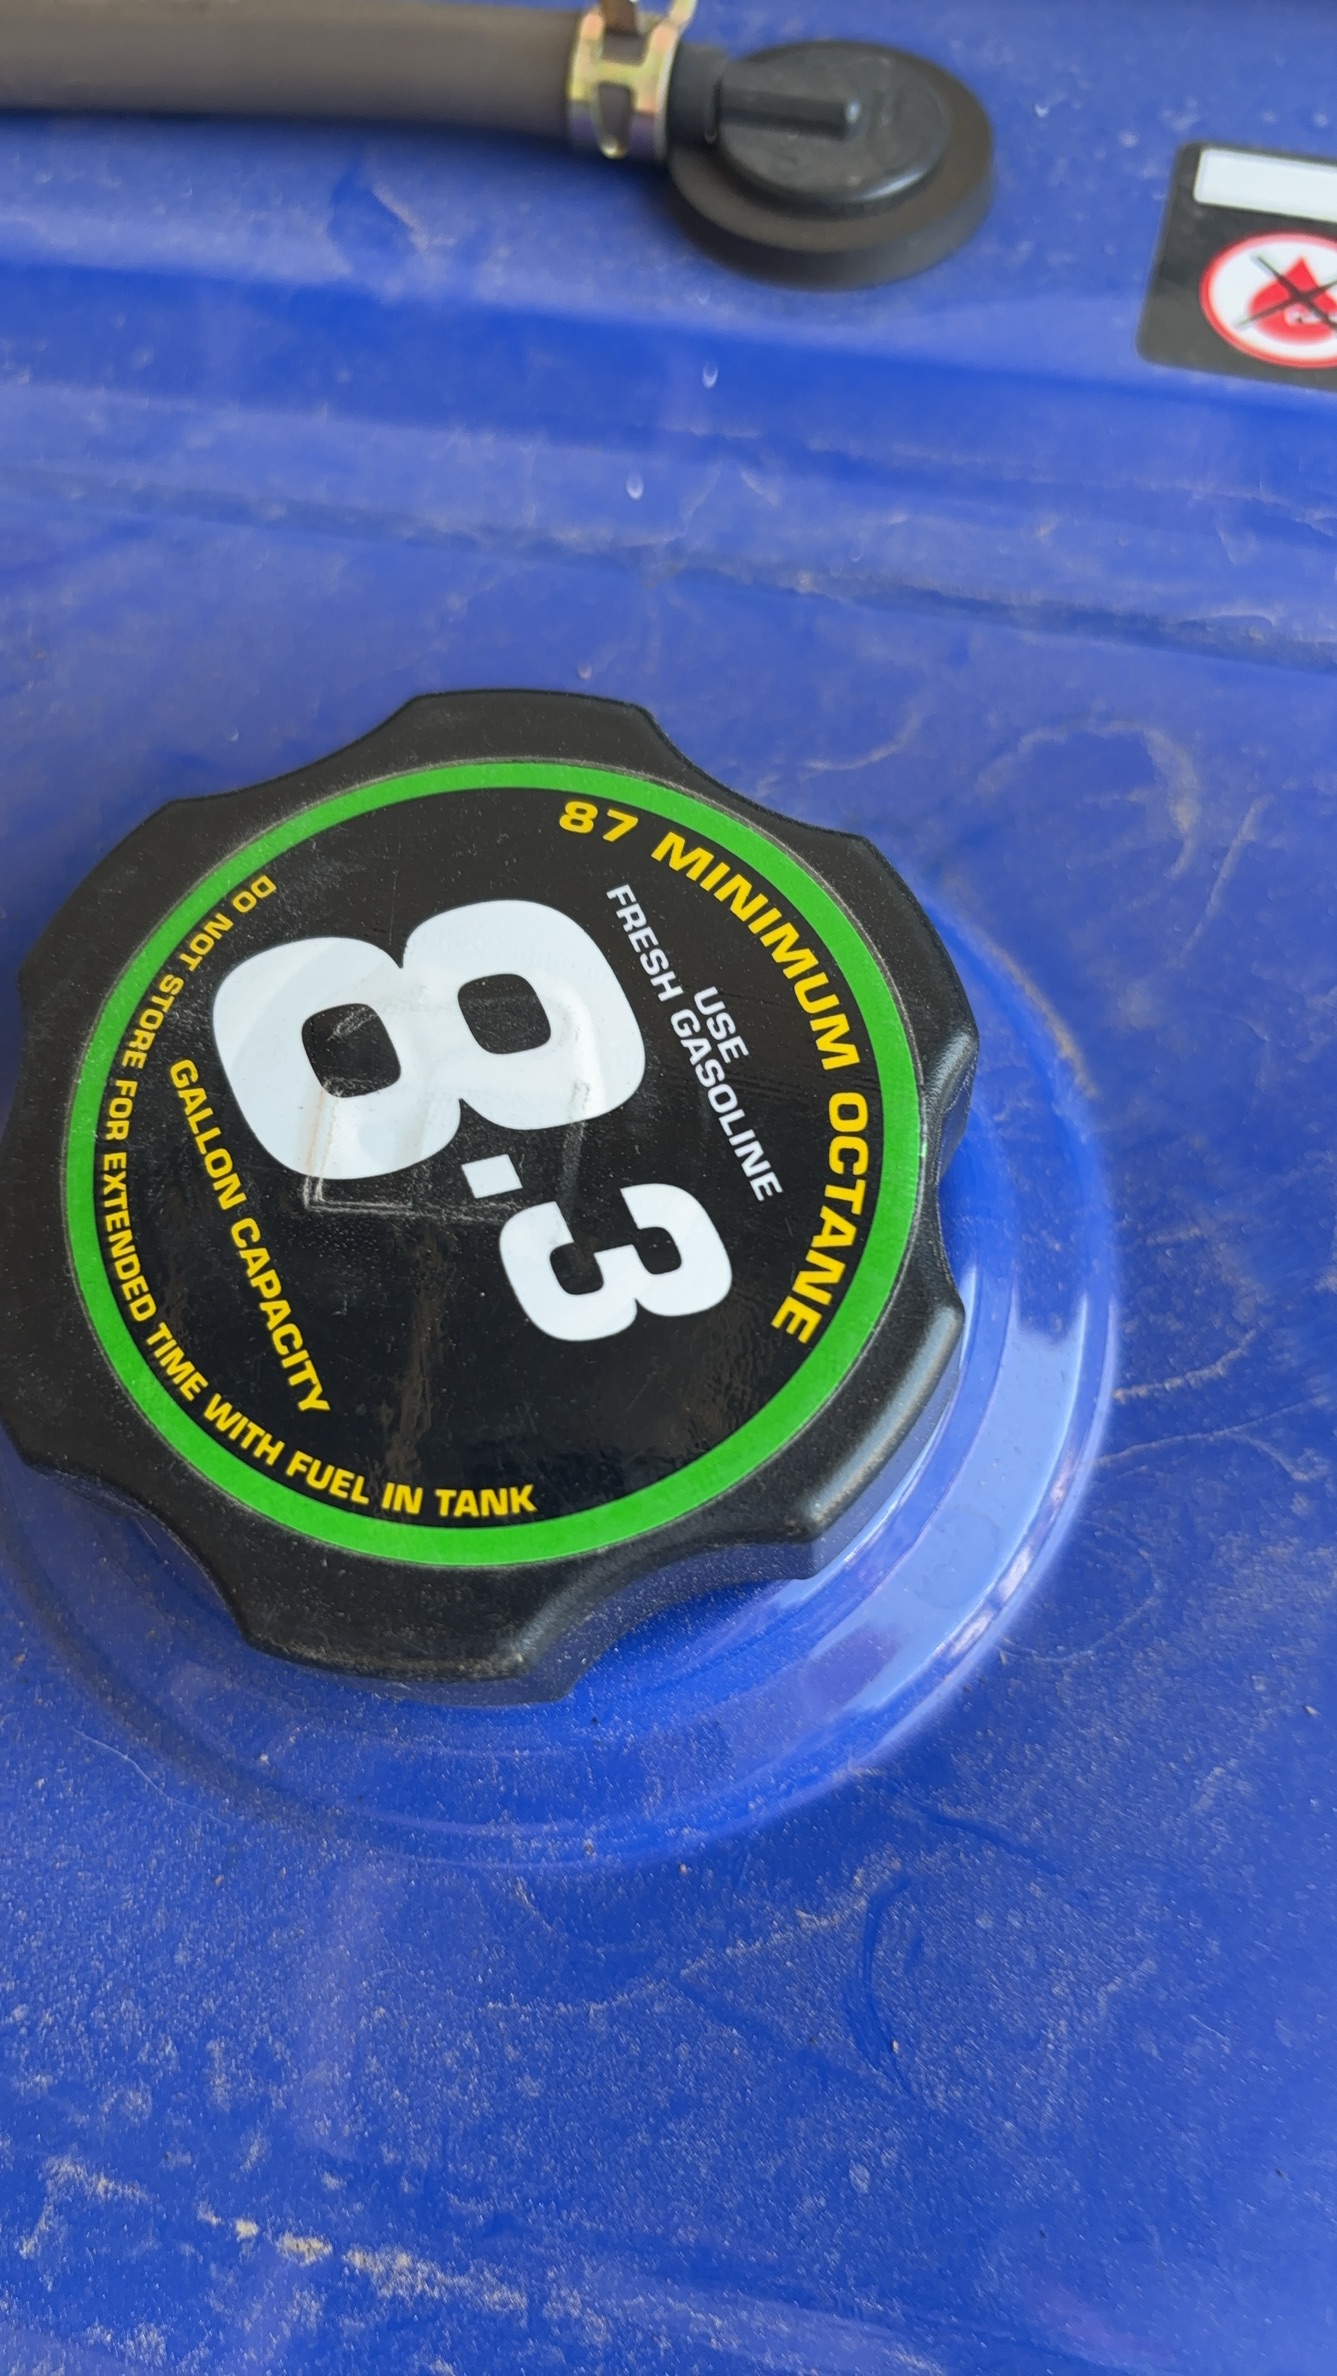 87 MINIMUM OCTANE
USE
FRESH GASOLINE
8.3
GALLON CAPACITY
DO NOT STORE FOR EXTENDED TIME WITH FUEL IN TANK